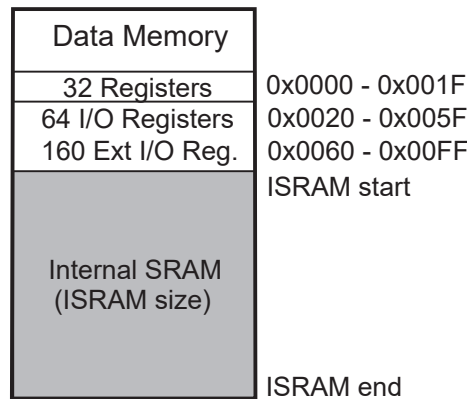 Data Memory
32 Registers 0x0000 - 0x001F
64 I/O Registers 0x0020 - 0x005F
160 Ext I/O Reg. 0x0060 - 0x00FF
ISRAM start
Internal SRAM
(ISRAM size)
ISRAM end